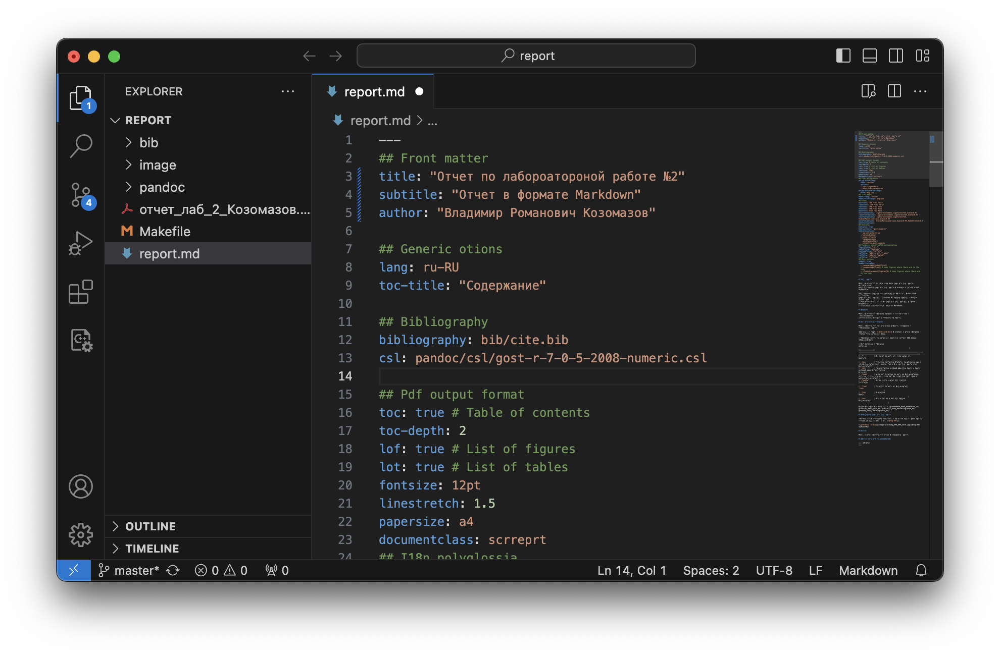 report
EXPLORER
REPORT
bib
image
pandoc
отчет_лаб_2_Козомазов....
Makefile
report.md
OUTLINE
TIMELINE
1
4
report.md
report.md > ...
1 ---
2 ## Front matter
3 title: "Отчет по лабороатороной работе №2"
4 subtitle: "Отчет в формате Markdown"
5 author: "Владимир Романович Козомазов"
6
7 ## Generic otions
8 lang: ru-RU
9 toc-title: "Содержание"
10
11 ## Bibliography
12 bibliography: bib/cite.bib
13 csl: pandoc/csl/gost-r-7-0-5-2008-numeric.csl
14
15 ## Pdf output format
16 toc: true # Table of contents
17 toc-depth: 2
18 lof: true # List of figures
19 lot: true # List of tables
20 fontsize: 12pt
21 linestretch: 1.5
22 papersize: a4
23 documentclass: scrreprt
24 ## I18n polyglossia
master* 0 0 0 Ln 14, Col 1 Spaces: 2 UTF-8 LF Markdown